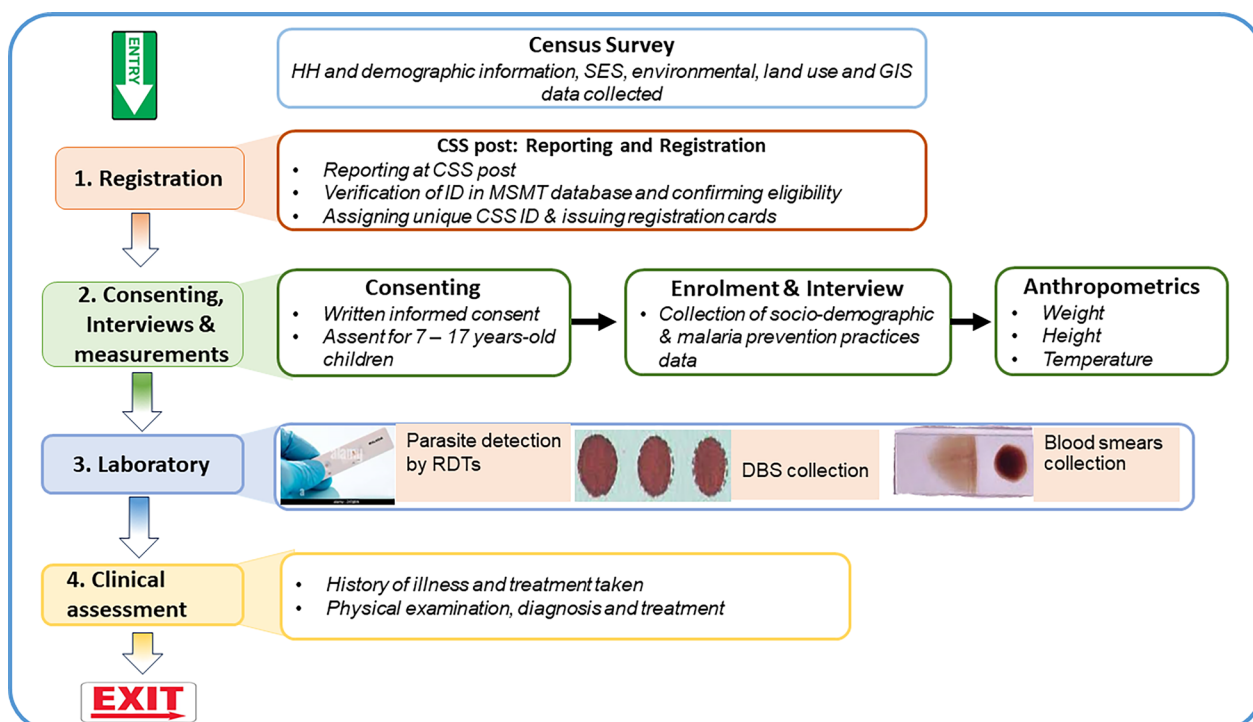 ENTRY
Census Survey
HH and demographic information, SES, environmental, land use and GIS
data collected
1. Registration
CSS post: Reporting and Registration
• Reporting at CSS post
• Verification of ID in MSMT database and confirming eligibility
• Assigning unique CSS ID & issuing registration cards
2. Consenting,
Interviews &
measurements
Consenting
• Written informed consent
• Assent for 7 – 17 years-old
children
Enrolment & Interview
• Collection of socio-demographic
& malaria prevention practices
data
Anthropometrics
• Weight
• Height
• Temperature
3. Laboratory
alamy
a
Parasite detection
by RDTs
DBS collection
Blood smears
collection
4. Clinical
assessment
• History of illness and treatment taken
• Physical examination, diagnosis and treatment
EXIT